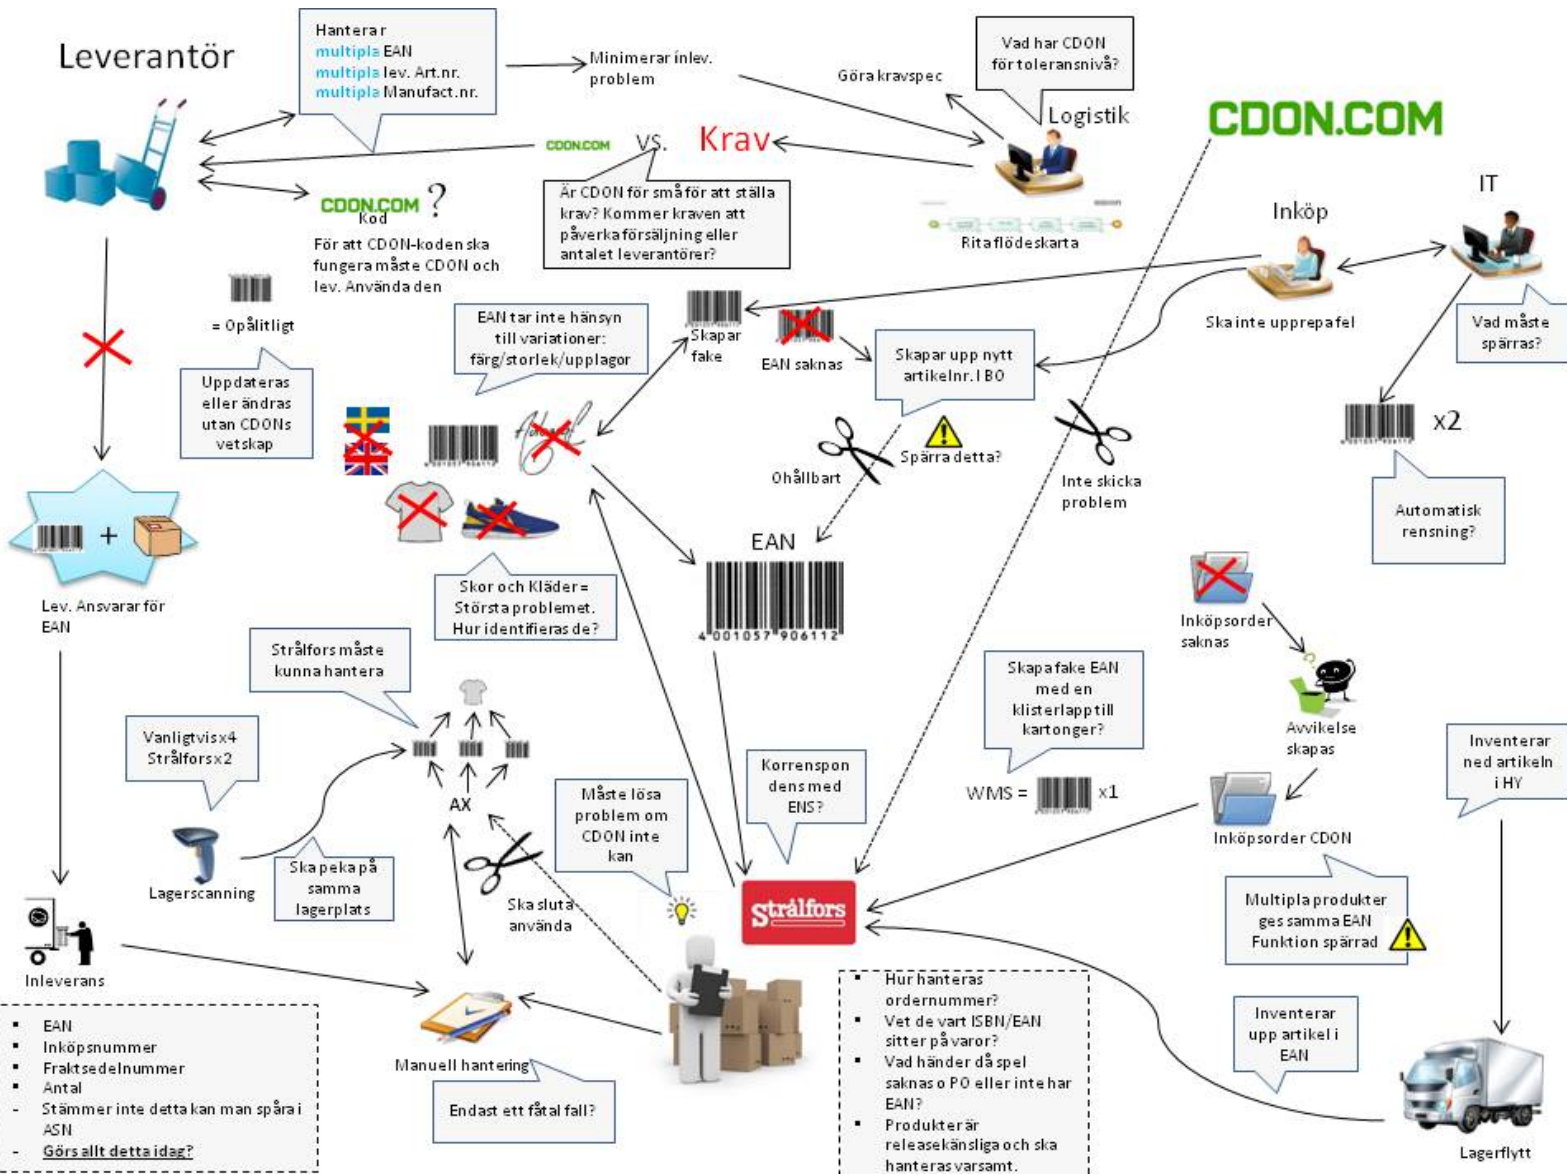 Leverantör
Hanterar
multipla EAN
multipla lev. Art.nr.
multipla Manufact.nr.
Minimerar ínlev.
problem
Göra kravspec
Vad har CDON
för toleransnivå?
Logistik
CDON.COM
CDON.COM
VS.
Krav
Är CDON för små för att ställa
krav? Kommer kraven att
påverka försäljning eller
antalet leverantörer?
Rita flödeskarta
CDON.COM ?
Kod
För att CDON-koden ska
fungera måste CDON och
lev. Använda den
Inköp
IT
Ska inte upprepa fel
Vad måste
spärras?
= Opålitligt
Uppdateras
eller ändras
utan CDONs
vetskap
EAN tar inte hänsyn
till variationer:
färg/storlek/upplagor
Skapar
fake
EAN saknas
Skapar upp nytt
artikelnr. I BO
Ohållbart
Spärra detta?
Inte skicka
problem
x2
Automatisk
rensning?
+
Lev. Ansvarar för
EAN
Skor och Kläder =
Största problemet.
Hur identifieras de?
EAN
4 001057 906112
Inköpsorder
saknas
Strålfors måste
kunna hantera
Vanligtvis x4
Strålfors x2
Skapa fake EAN
med en
klisterlapp till
kartonger?
Avvikelse
skapas
Inventerar
ned artikeln
i HY
AX
Måste lösa
problem om
CDON inte
kan
Korrenspon
dens med
ENS?
WMS =
x1
Inköpsorder CDON
Lagerscanning
Ska peka på
samma
lagerplats
Ska sluta
använda
strålfors
Multipla produkter
ges samma EAN
Funktion spärrad
Inleverans
▪ EAN
▪ Inköpsnummer
▪ Fraktsedelnummer
▪ Antal
- Stämmer inte detta kan man spåra i
ASN
- Görs allt detta idag?
Manuell hantering
Endast ett fåtal fall?
▪ Hur hanteras
ordernummer?
▪ Vet de vart ISBN/EAN
sitter på varor?
▪ Vad händer då spel
saknas o PO eller inte har
EAN?
▪ Produkter är
releasekänsliga och ska
hanteras varsamt.
Inventerar
upp artikel i
EAN
Lagerflytt